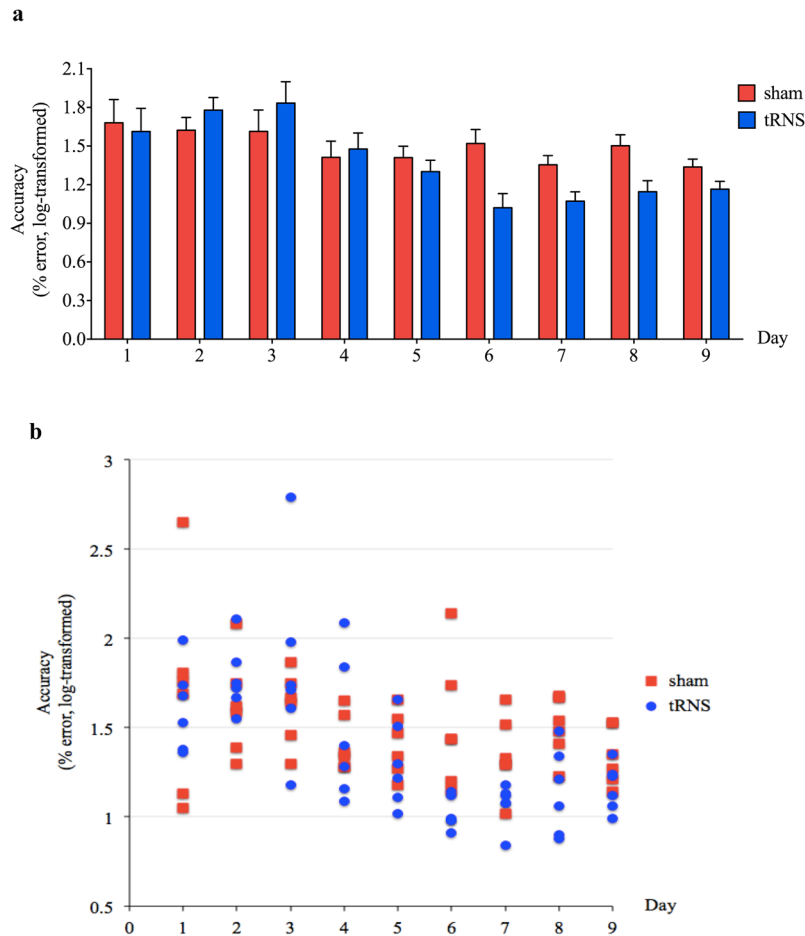 a
2.1
1.8
1.5
1.2
0.9
0.6
0.3
0.0
Accuracy
(% error, log-transformed)
1 2 3 4 5 6 7 8 9
Day
sham
tRNS
b
3
2.5
2
1.5
1
0.5
Accuracy
(% error, log-transformed)
0 1 2 3 4 5 6 7 8 9
Day
sham
tRNS